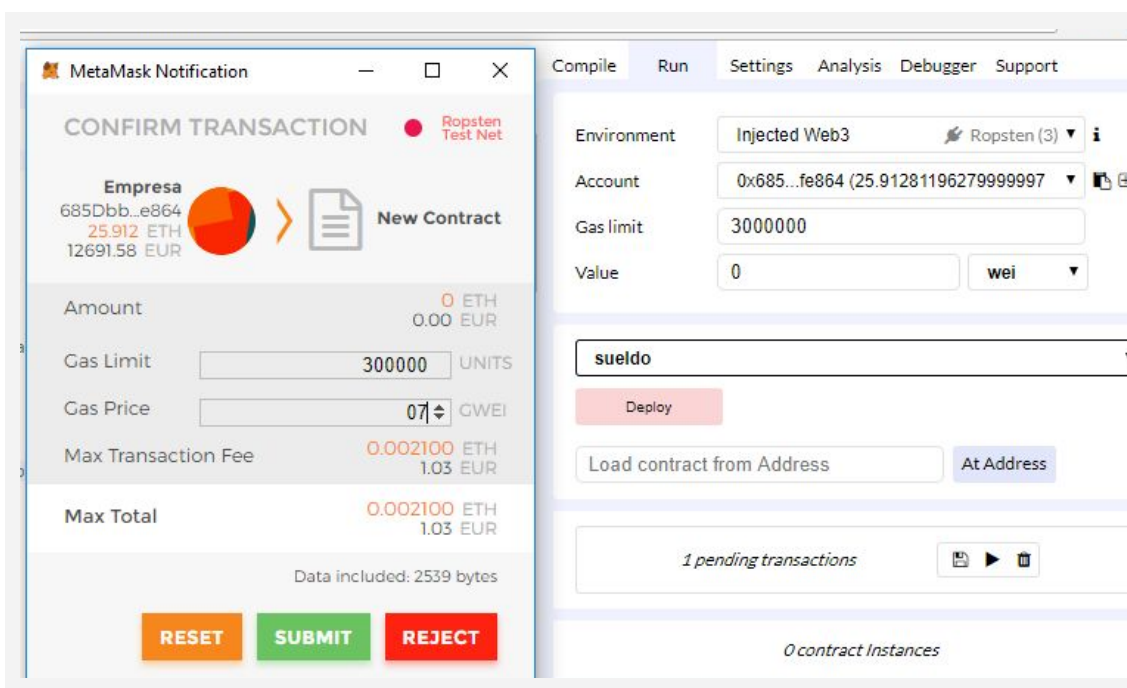 MetaMask Notification
CONFIRM TRANSACTION
Ropsten
Test Net
Empresa
685Dbb...e864
25.912 ETH
12691.58 EUR
New Contract
Amount
0 ETH
0.00 EUR
Gas Limit
300000 UNITS
Gas Price
07 GWEI
Max Transaction Fee
0.002100 ETH
1.03 EUR
Max Total
0.002100 ETH
1.03 EUR
Data included: 2539 bytes
RESET SUBMIT REJECT
Compile Run Settings Analysis Debugger Support
Environment
Injected Web3 Ropsten (3) i
Account
0x685...fe864 (25.91281196279999997
Gas limit
3000000
Value
0 wei
sueldo
Deploy
Load contract from Address At Address
1 pending transactions
0 contract Instances